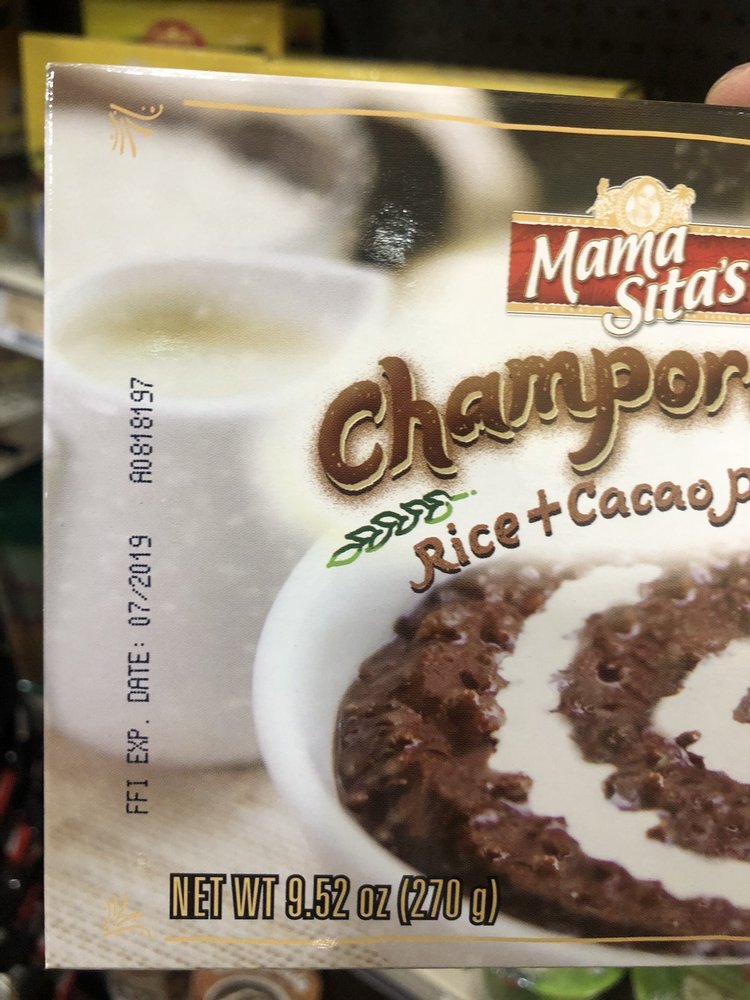 Mama
Sita's
Champor
Rice + Cacao
FFI EXP. DATE: 07/2019 A0818197
NET WT 9.52 oz (270 g)